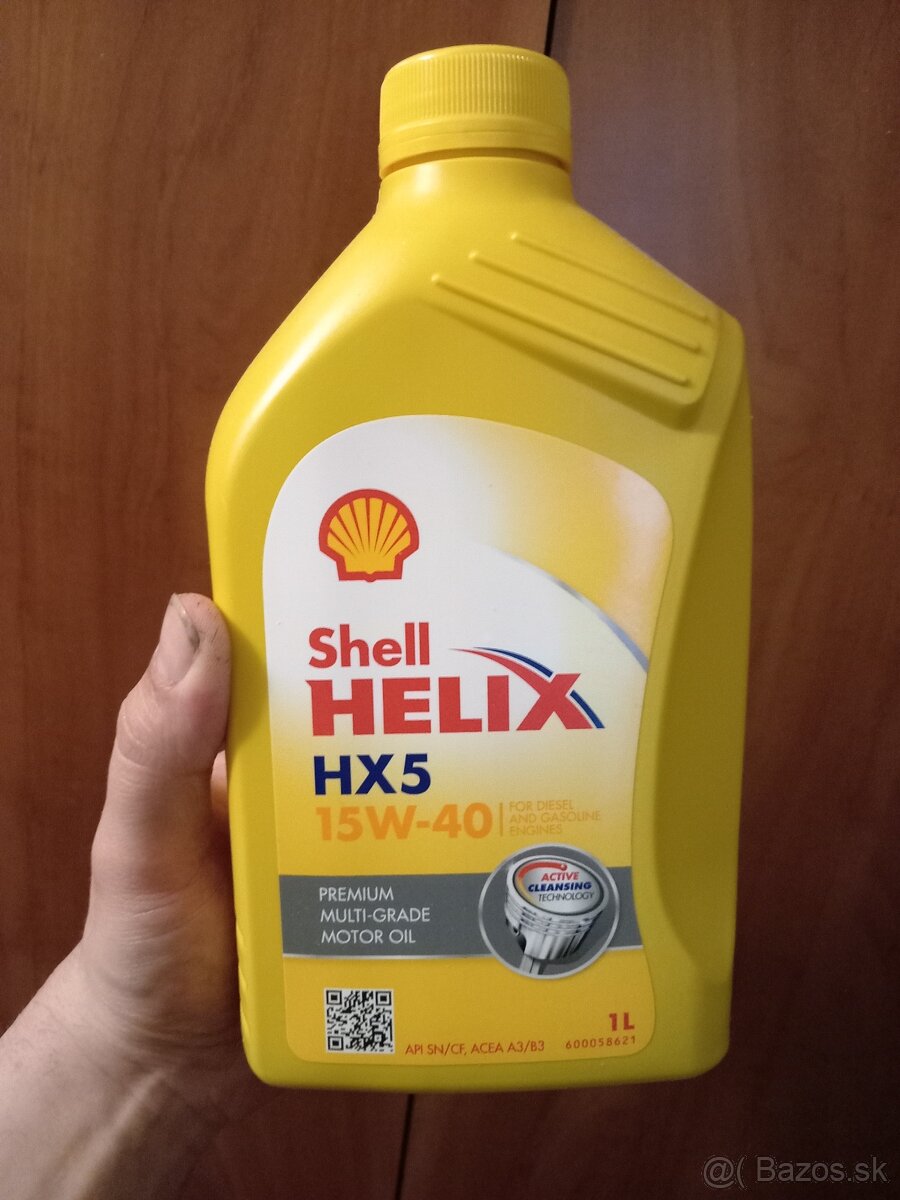 Shell
HELIX
HX5
15W-40
FOR DIESEL
AND GASOLINE
ENGINES
ACTIVE
CLEANSING
TECHNOLOGY
PREMIUM
MULTI-GRADE
MOTOR OIL
1L
API SN/CF, ACEA A3/B3
600058621
@( Bazos.sk